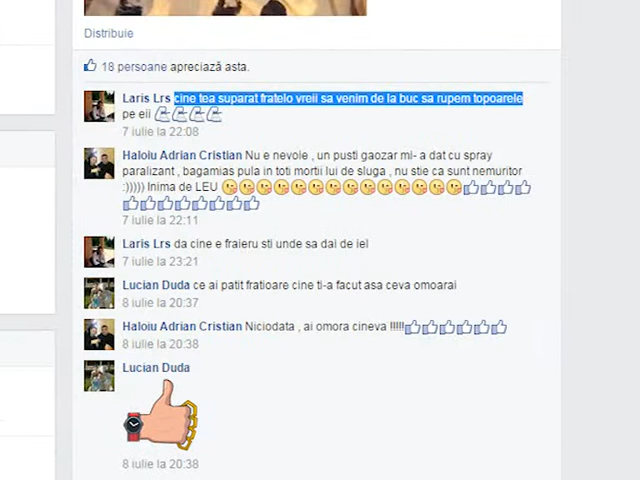 Distribuie
18 persoane apreciază asta.
Laris Lrs cine tea suparat fratelo vreii sa venim de la buc sa rupem topoarele
pe eii
7 iulie la 22:08
Haloiu Adrian Cristian Nu e nevoie , un pusti gaozar mi- a dat cu spray
paralizant , bagamias pula in toti mortii lui de sluga , nu stie ca sunt nemuritor
:))))) Inima de LEU
7 iulie la 22:11
Laris Lrs da cine e fraieru sti unde sa dai de iel
7 iulie la 23:21
Lucian Duda ce ai patit fratioare cine ti-a facut asa ceva omoarai
8 iulie la 20:37
Haloiu Adrian Cristian Niciodata , ai omora cineva !!!!!
8 iulie la 20:38
Lucian Duda
8 iulie la 20:38